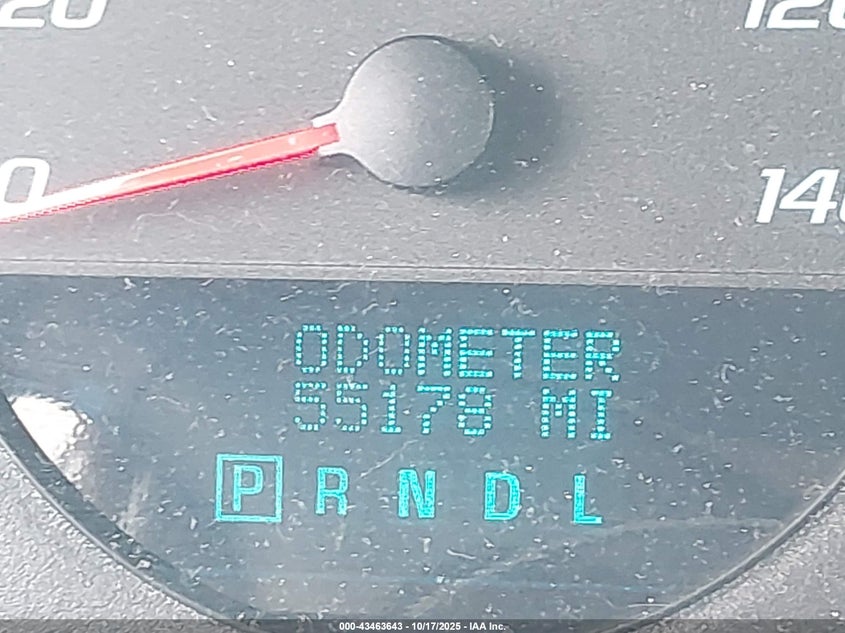 20
120
0
140
ODOMETER
55178 MI
P R N D L
000-43463643 - 10/17/2025 - IAA Inc.